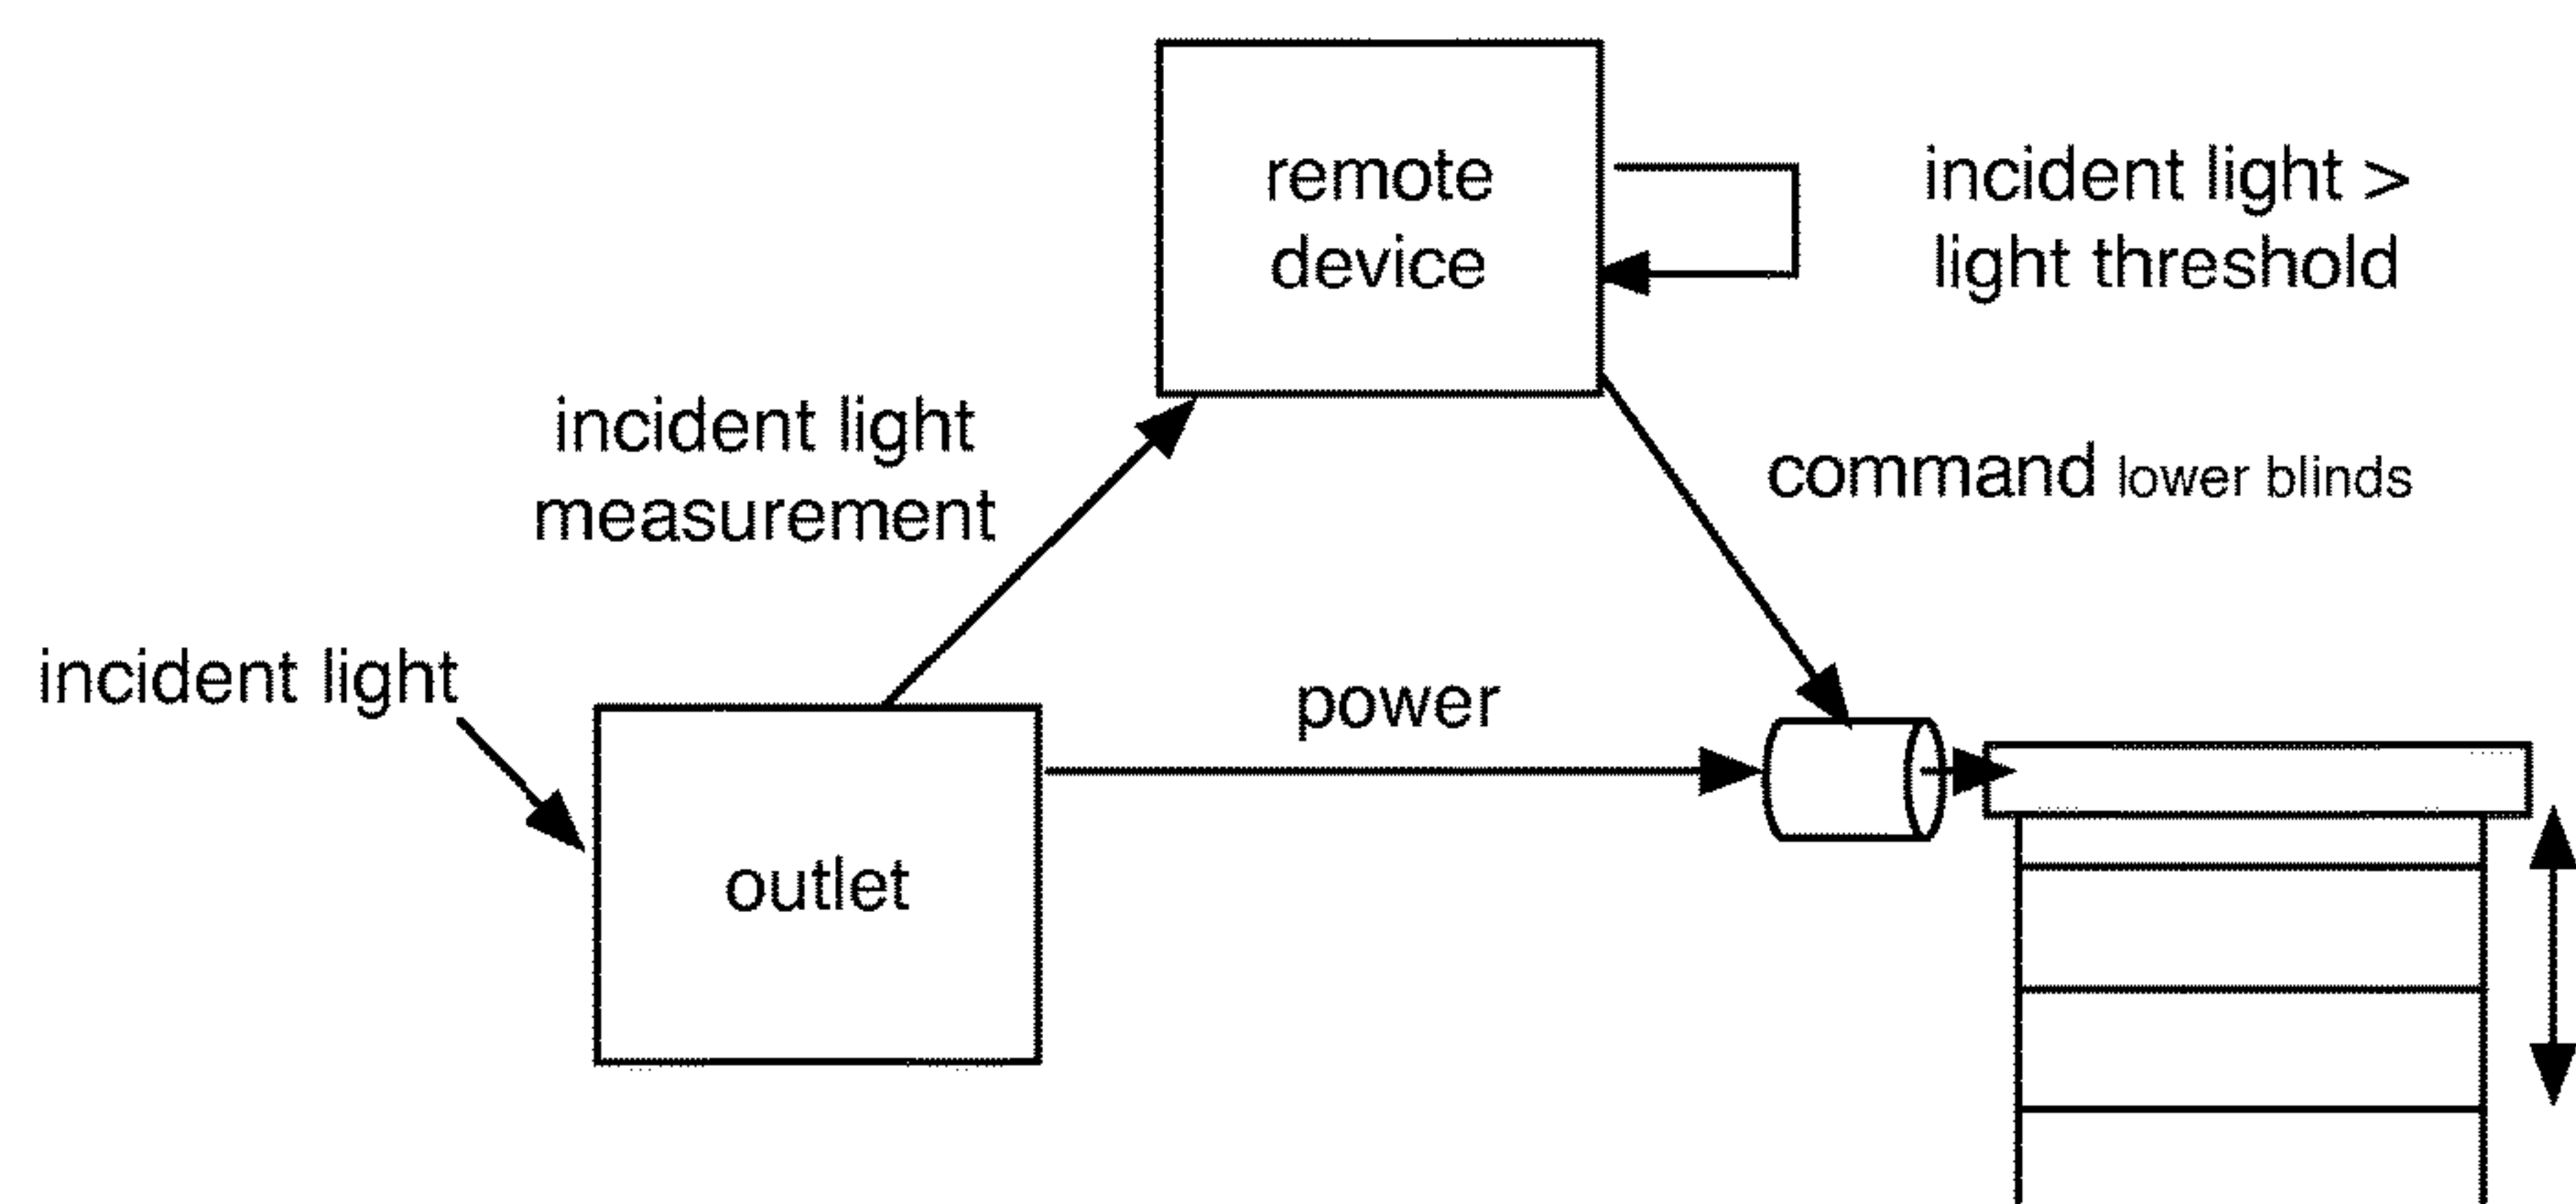 remote
device
incident light >
light threshold
incident light
measurement
command lower blinds
incident light
power
outlet